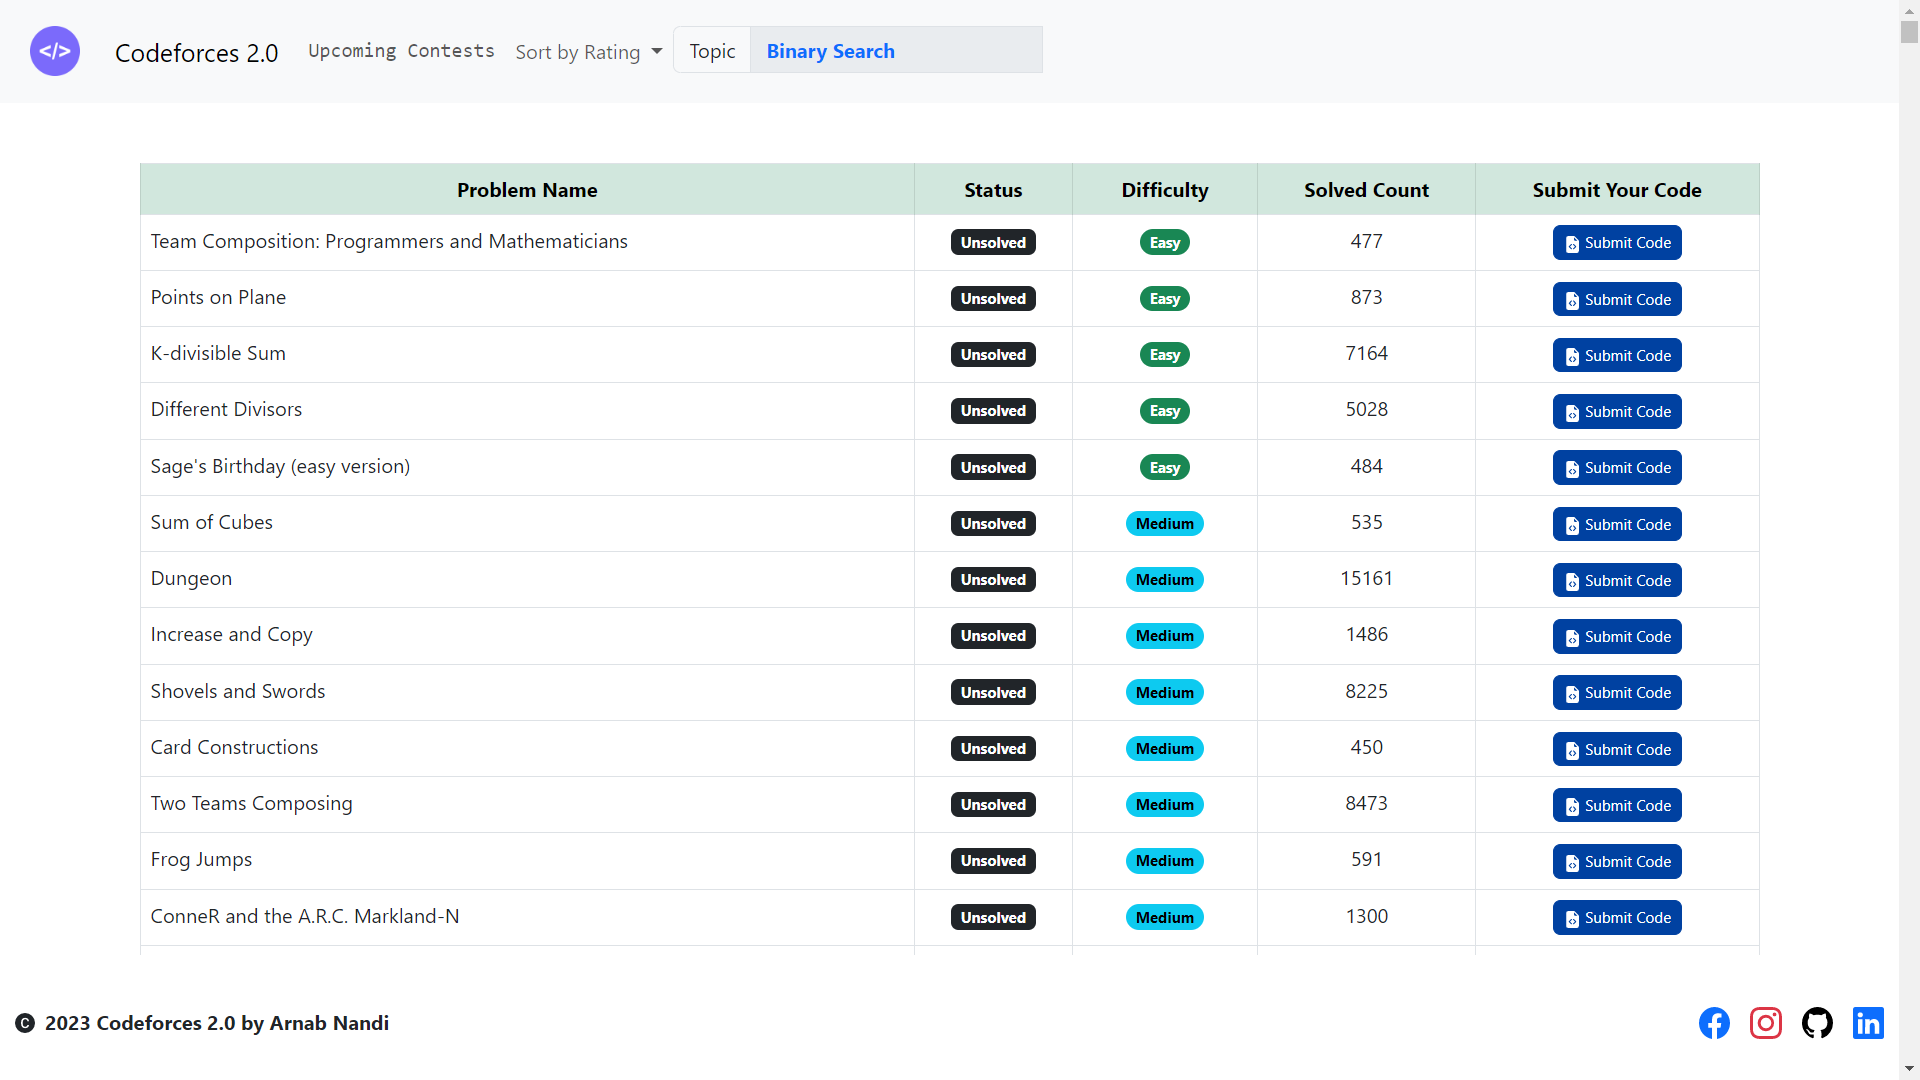 </> Codeforces 2.0 Upcoming Contests Sort by Rating Topic Binary Search
Problem Name Status Difficulty Solved Count Submit Your Code
Team Composition: Programmers and Mathematicians Unsolved Easy 477 Submit Code
Points on Plane Unsolved Easy 873 Submit Code
K-divisible Sum Unsolved Easy 7164 Submit Code
Different Divisors Unsolved Easy 5028 Submit Code
Sage's Birthday (easy version) Unsolved Easy 484 Submit Code
Sum of Cubes Unsolved Medium 535 Submit Code
Dungeon Unsolved Medium 15161 Submit Code
Increase and Copy Unsolved Medium 1486 Submit Code
Shovels and Swords Unsolved Medium 8225 Submit Code
Card Constructions Unsolved Medium 450 Submit Code
Two Teams Composing Unsolved Medium 8473 Submit Code
Frog Jumps Unsolved Medium 591 Submit Code
ConneR and the A.R.C. Markland-N Unsolved Medium 1300 Submit Code
C 2023 Codeforces 2.0 by Arnab Nandi in